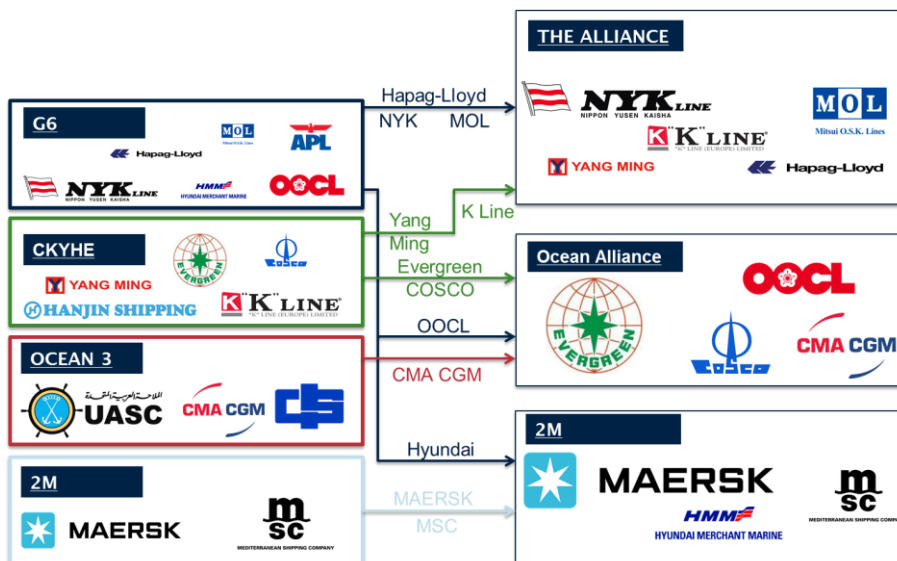 G6
MOL
Mitsui O.S.K. Lines
APL
Hapag-Lloyd
NYK LINE
NIPPON YUSEN KAISHA
HMM
HYUNDAI MERCHANT MARINE
OOCL
CKYHE
EVERGREEN
COSCO
YANG MING
HANJIN SHIPPING
K "K" LINE
"K" LINE (EUROPE) LIMITED
OCEAN 3
الملاحة العربية المتحدة
UASC
CMA CGM
2M
MAERSK
msc
MEDITERRANEAN SHIPPING COMPANY
Hapag-Lloyd
NYK MOL
K Line
Yang
Ming
Evergreen
COSCO
OOCL
CMA CGM
Hyundai
MAERSK
MSC
THE ALLIANCE
NYK LINE
NIPPON YUSEN KAISHA
MOL
Mitsui O.S.K. Lines
K "K" LINE
"K" LINE (EUROPE) LIMITED
YANG MING
Hapag-Lloyd
Ocean Alliance
OOCL
EVERGREEN
COSCO
CMA CGM
2M
MAERSK
HMM
HYUNDAI MERCHANT MARINE
msc
MEDITERRANEAN SHIPPING COM